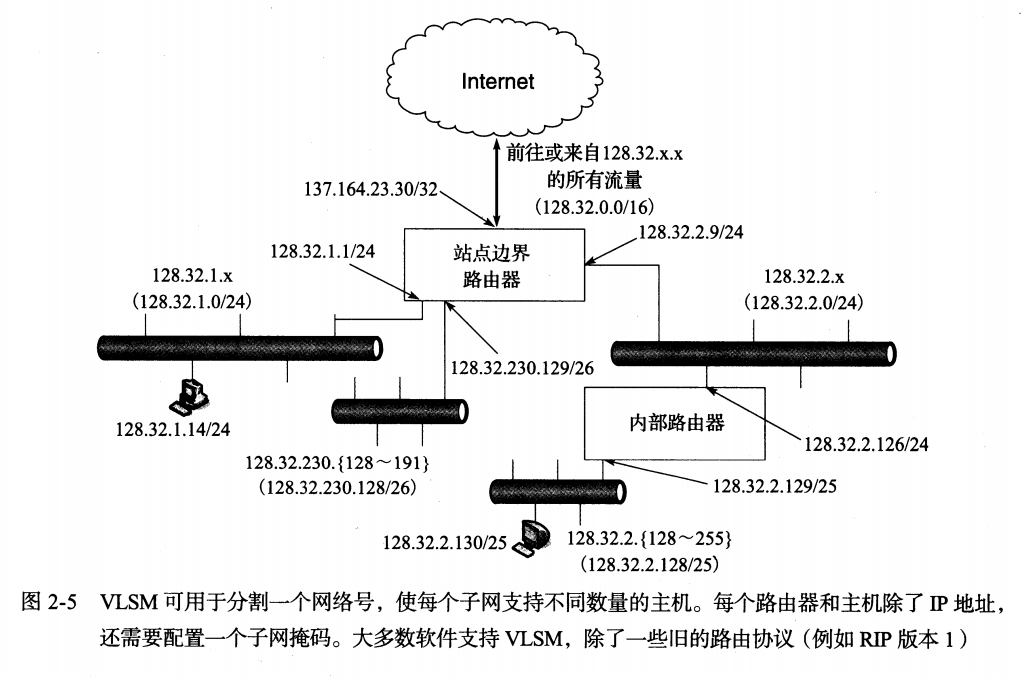 Internet
前往或来自128.32.x.x
的所有流量
（128.32.0.0/16）
137.164.23.30/32
站点边界
路由器
128.32.1.1/24
128.32.2.9/24
128.32.1.x
（128.32.1.0/24）
128.32.2.x
（128.32.2.0/24）
128.32.230.129/26
128.32.1.14/24
内部路由器
128.32.2.126/24
128.32.230.{128～191}
（128.32.230.128/26）
128.32.2.129/25
128.32.2.130/25
128.32.2.{128～255}
（128.32.2.128/25）
图 2-5 VLSM 可用于分割一个网络号，使每个子网支持不同数量的主机。每个路由器和主机除了 IP 地址，
还需要配置一个子网掩码。大多数软件支持 VLSM，除了一些旧的路由协议（例如 RIP 版本 1）